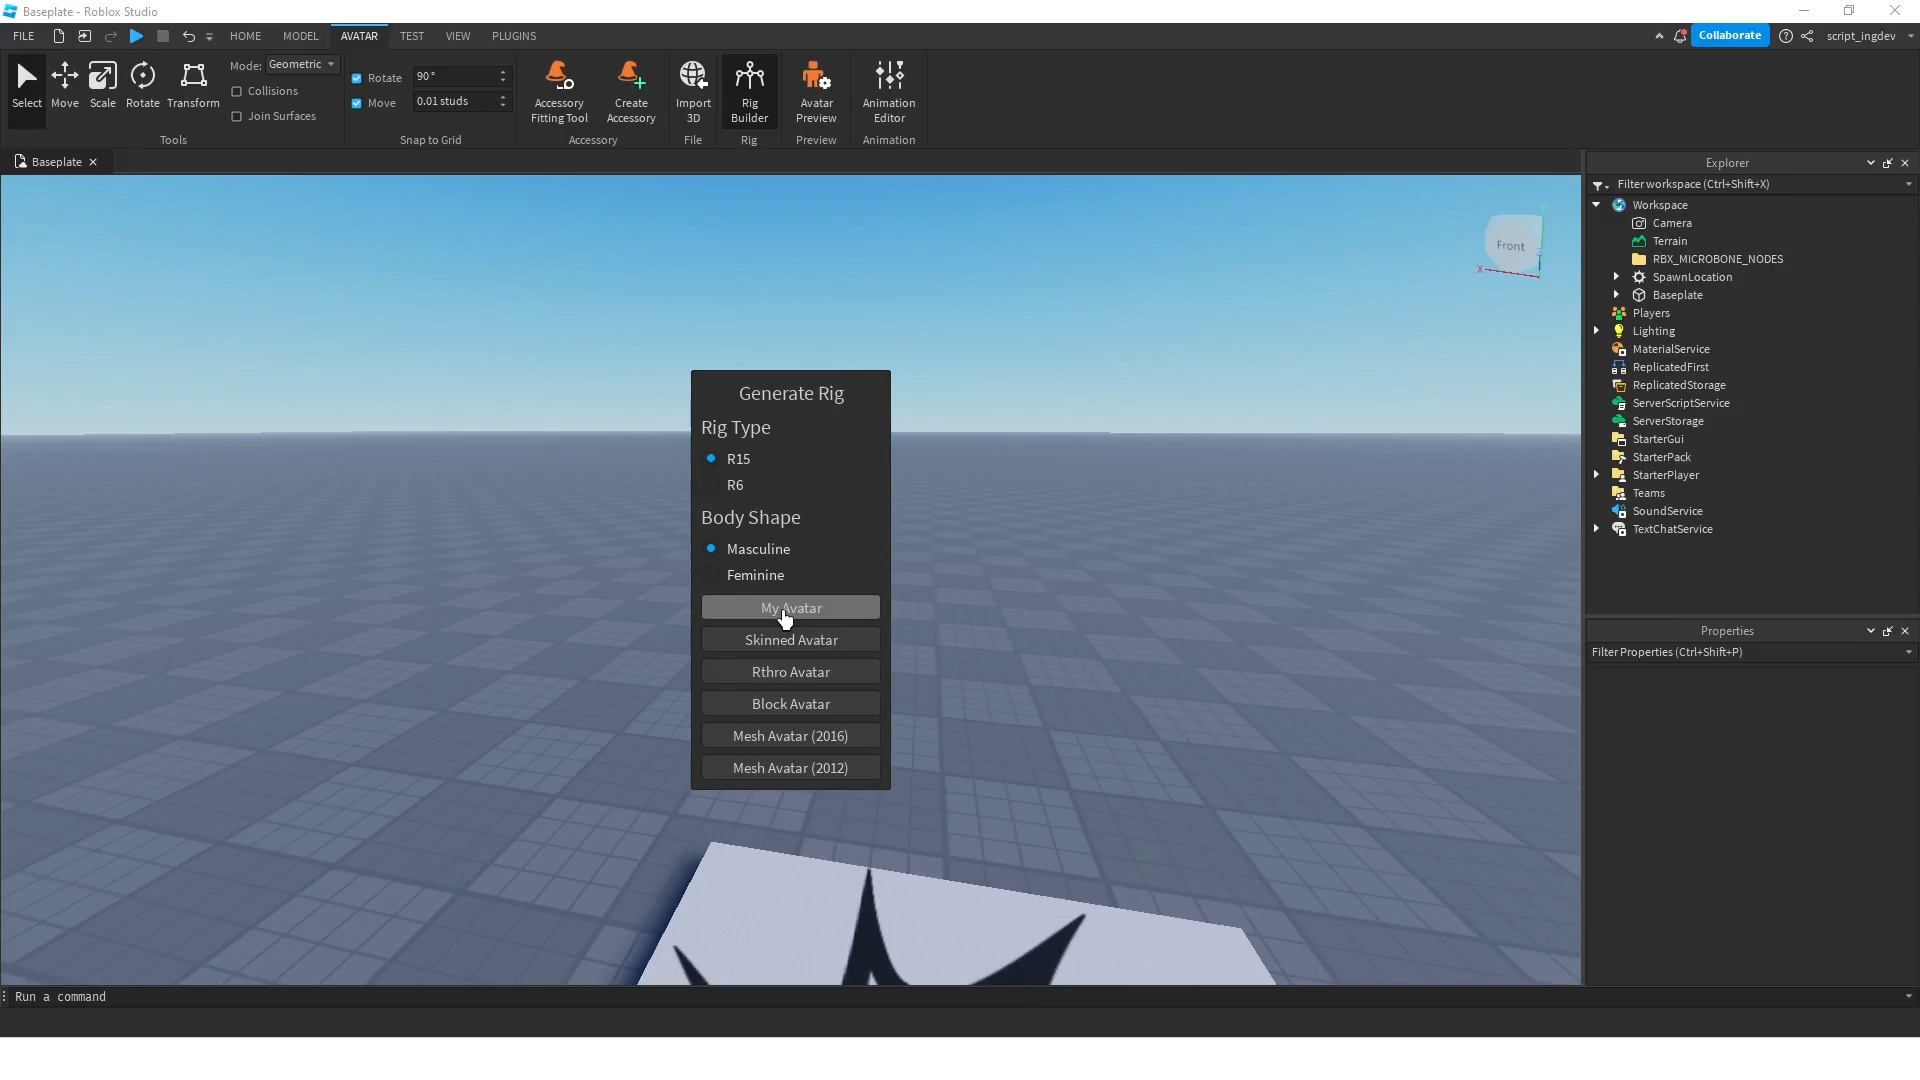 Baseplate - Roblox Studio
FILE HOME MODEL AVATAR TEST VIEW PLUGINS Collaborate script_ingdev
Select Move Scale Rotate Transform
Mode: Geometric
Collisions
Join Surfaces
Tools
Rotate 90°
Move 0.01 studs
Snap to Grid
Accessory
Fitting Tool
Create
Accessory
Accessory
Import
3D
File
Rig
Builder
Rig
Avatar
Preview
Preview
Animation
Editor
Animation
Baseplate
Front
X
Y
Z
Generate Rig
Rig Type
R15
R6
Body Shape
Masculine
Feminine
My Avatar
Skinned Avatar
Rthro Avatar
Block Avatar
Mesh Avatar (2016)
Mesh Avatar (2012)
Explorer
Filter workspace (Ctrl+Shift+X)
Workspace
Camera
Terrain
RBX_MICROBONE_NODES
SpawnLocation
Baseplate
Players
Lighting
MaterialService
ReplicatedFirst
ReplicatedStorage
ServerScriptService
ServerStorage
StarterGui
StarterPack
StarterPlayer
Teams
SoundService
TextChatService
Properties
Filter Properties (Ctrl+Shift+P)
Run a command